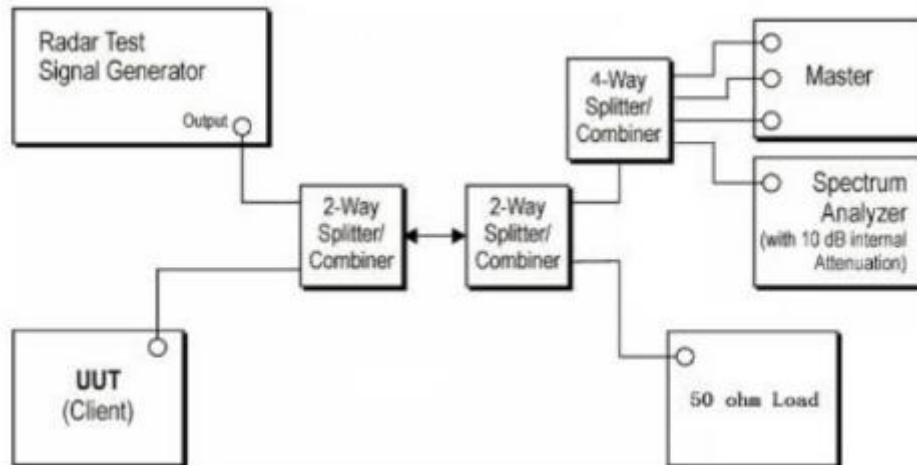 Radar Test
Signal Generator
Output
4-Way
Splitter/
Combiner
Master
Spectrum
Analyzer
(with 10 dB internal
Attenuation)
2-Way
Splitter/
Combiner
2-Way
Splitter/
Combiner
UUT
(Client)
50 ohm Load